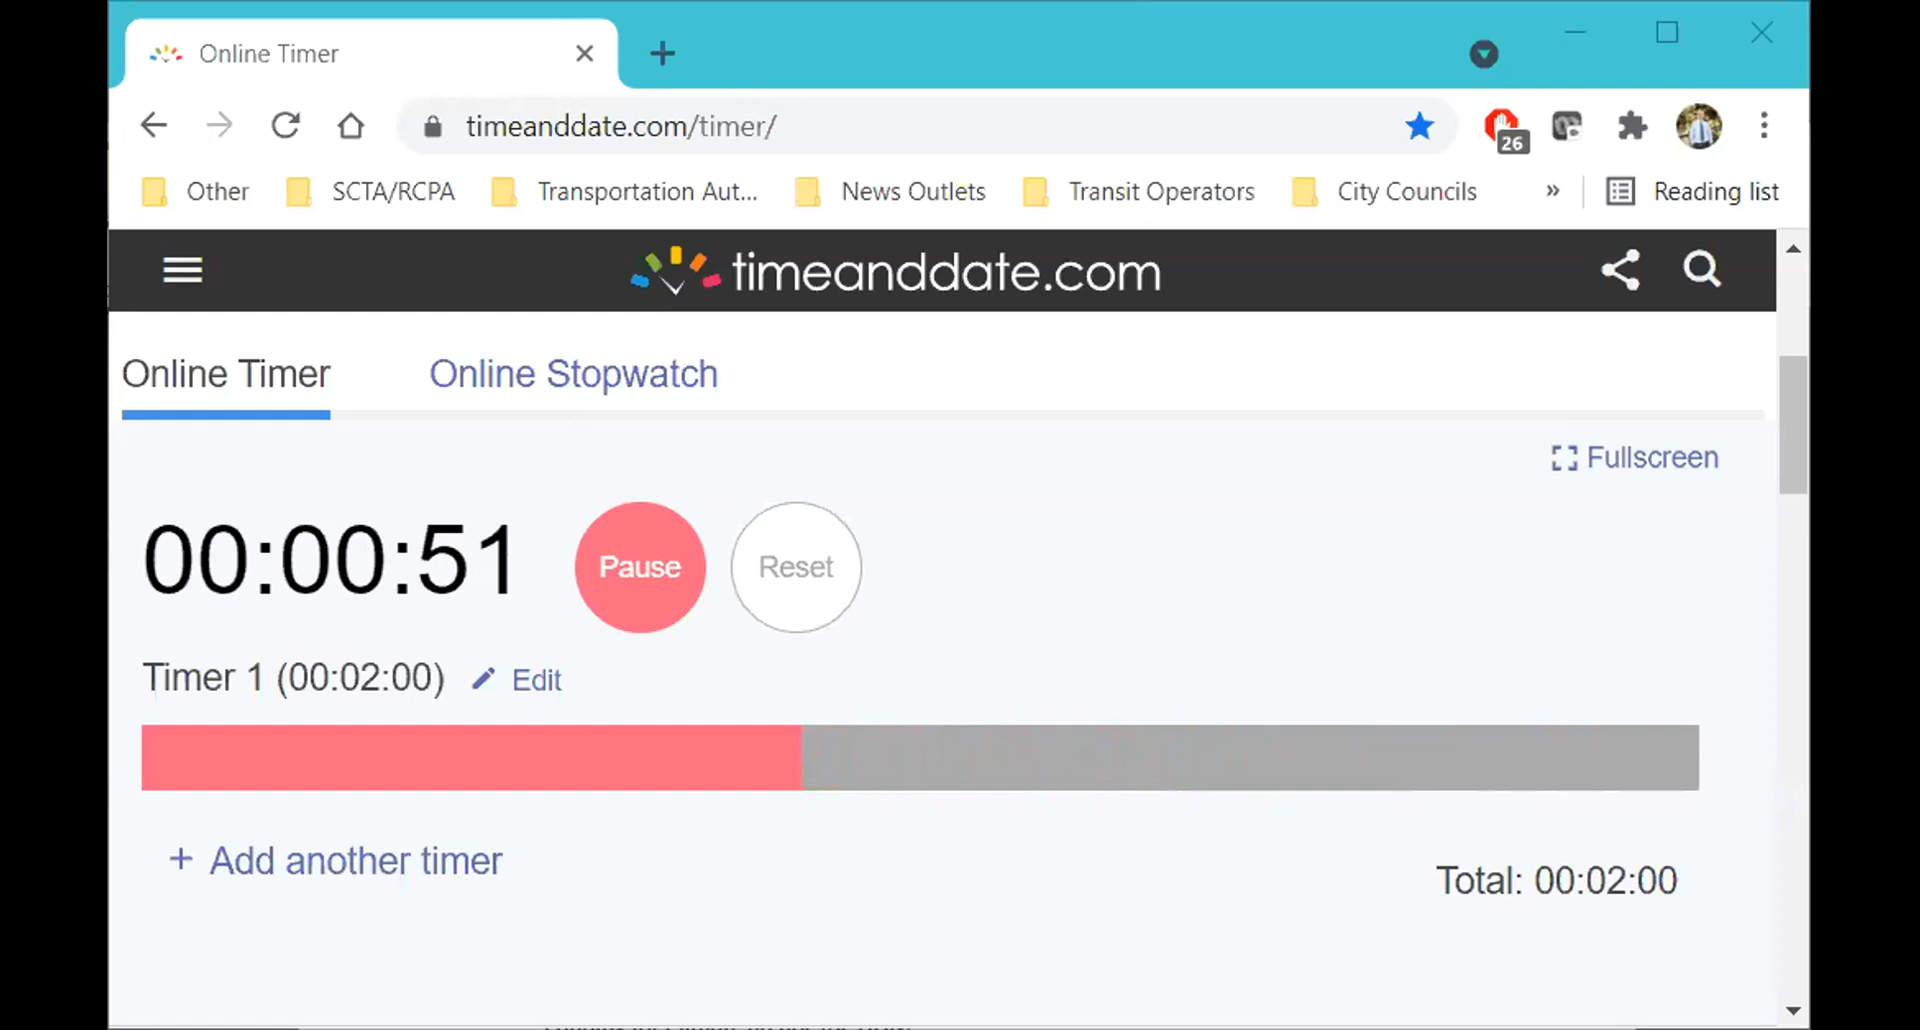 Online Timer
timeanddate.com/timer/
26
Other SCTA/RCPA Transportation Aut... News Outlets Transit Operators City Councils » Reading list
timeanddate.com
Online Timer Online Stopwatch
Fullscreen
00:00:51 Pause Reset
Timer 1 (00:02:00) Edit
+ Add another timer
Total: 00:02:00